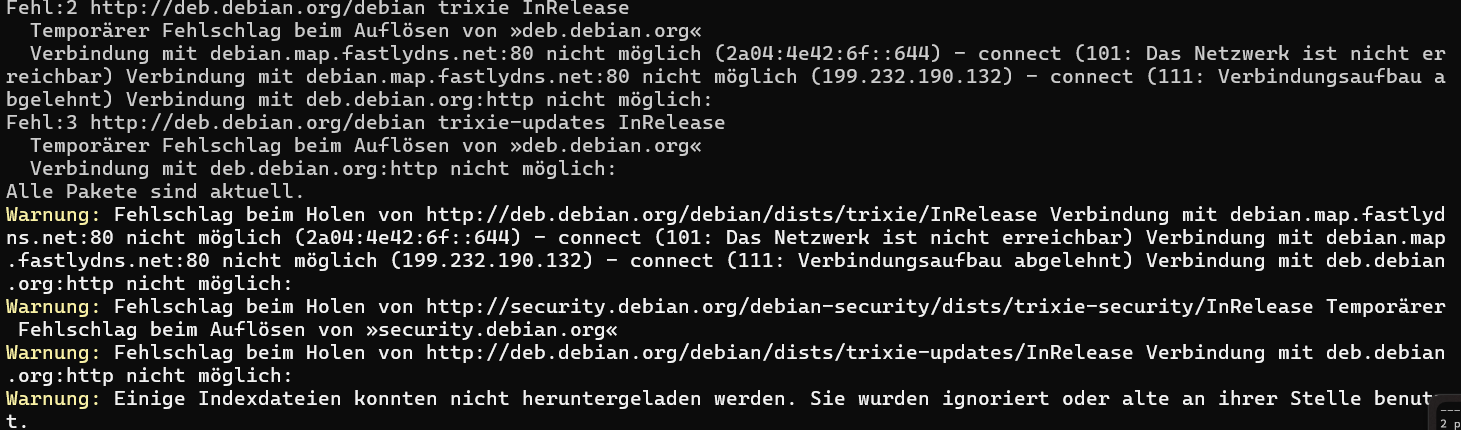 Fehl:2 http://deb.debian.org/debian trixie InRelease
  Temporärer Fehlschlag beim Auflösen von »deb.debian.org«
  Verbindung mit debian.map.fastlydns.net:80 nicht möglich (2a04:4e42:6f::644) - connect (101: Das Netzwerk ist nicht er
reichbar) Verbindung mit debian.map.fastlydns.net:80 nicht möglich (199.232.190.132) - connect (111: Verbindungsaufbau a
bgelehnt) Verbindung mit deb.debian.org:http nicht möglich:
Fehl:3 http://deb.debian.org/debian trixie-updates InRelease
  Temporärer Fehlschlag beim Auflösen von »deb.debian.org«
  Verbindung mit deb.debian.org:http nicht möglich:
Alle Pakete sind aktuell.
Warnung: Fehlschlag beim Holen von http://deb.debian.org/debian/dists/trixie/InRelease Verbindung mit debian.map.fastlyd
ns.net:80 nicht möglich (2a04:4e42:6f::644) - connect (101: Das Netzwerk ist nicht erreichbar) Verbindung mit debian.map
.fastlydns.net:80 nicht möglich (199.232.190.132) - connect (111: Verbindungsaufbau abgelehnt) Verbindung mit deb.debian
.org:http nicht möglich:
Warnung: Fehlschlag beim Holen von http://security.debian.org/debian-security/dists/trixie-security/InRelease Temporärer
 Fehlschlag beim Auflösen von »security.debian.org«
Warnung: Fehlschlag beim Holen von http://deb.debian.org/debian/dists/trixie-updates/InRelease Verbindung mit deb.debian
.org:http nicht möglich:
Warnung: Einige Indexdateien konnten nicht heruntergeladen werden. Sie wurden ignoriert oder alte an ihrer Stelle benutz
t.
2 p